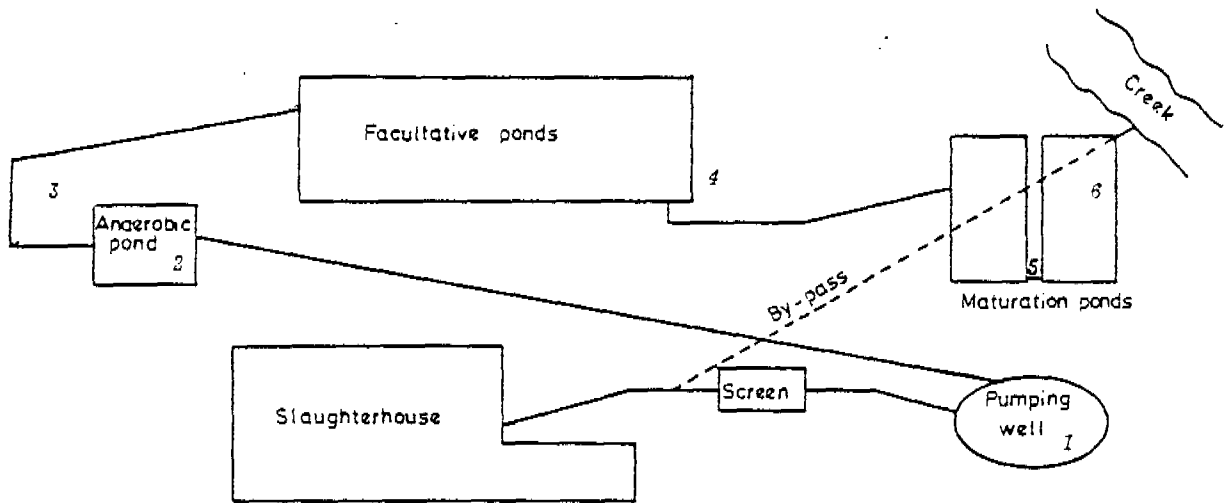 Creek
Facultative ponds
4
6
3
Anaerobic
pond
2
5
Maturation ponds
By-pass
Screen
Slaughterhouse
Pumping
well
1